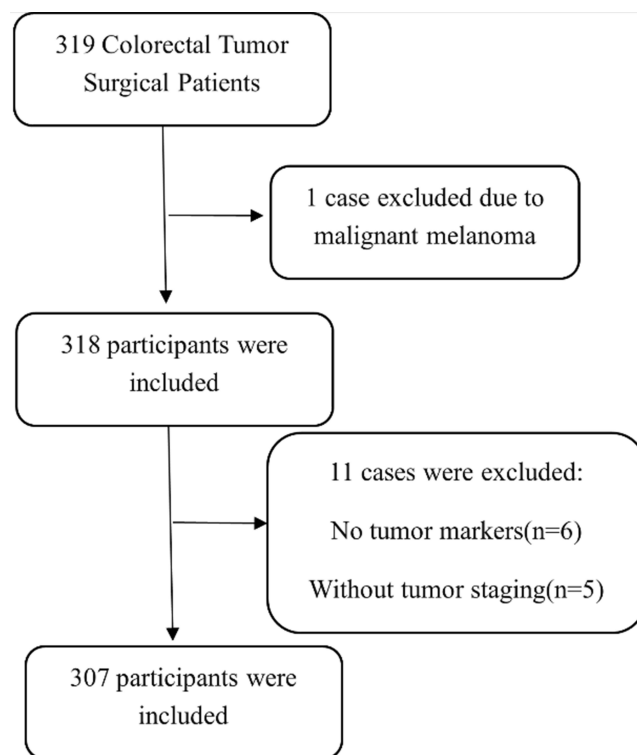 319 Colorectal Tumor
Surgical Patients
1 case excluded due to
malignant melanoma
318 participants were
included
11 cases were excluded:
No tumor markers(n=6)
Without tumor staging(n=5)
307 participants were
included